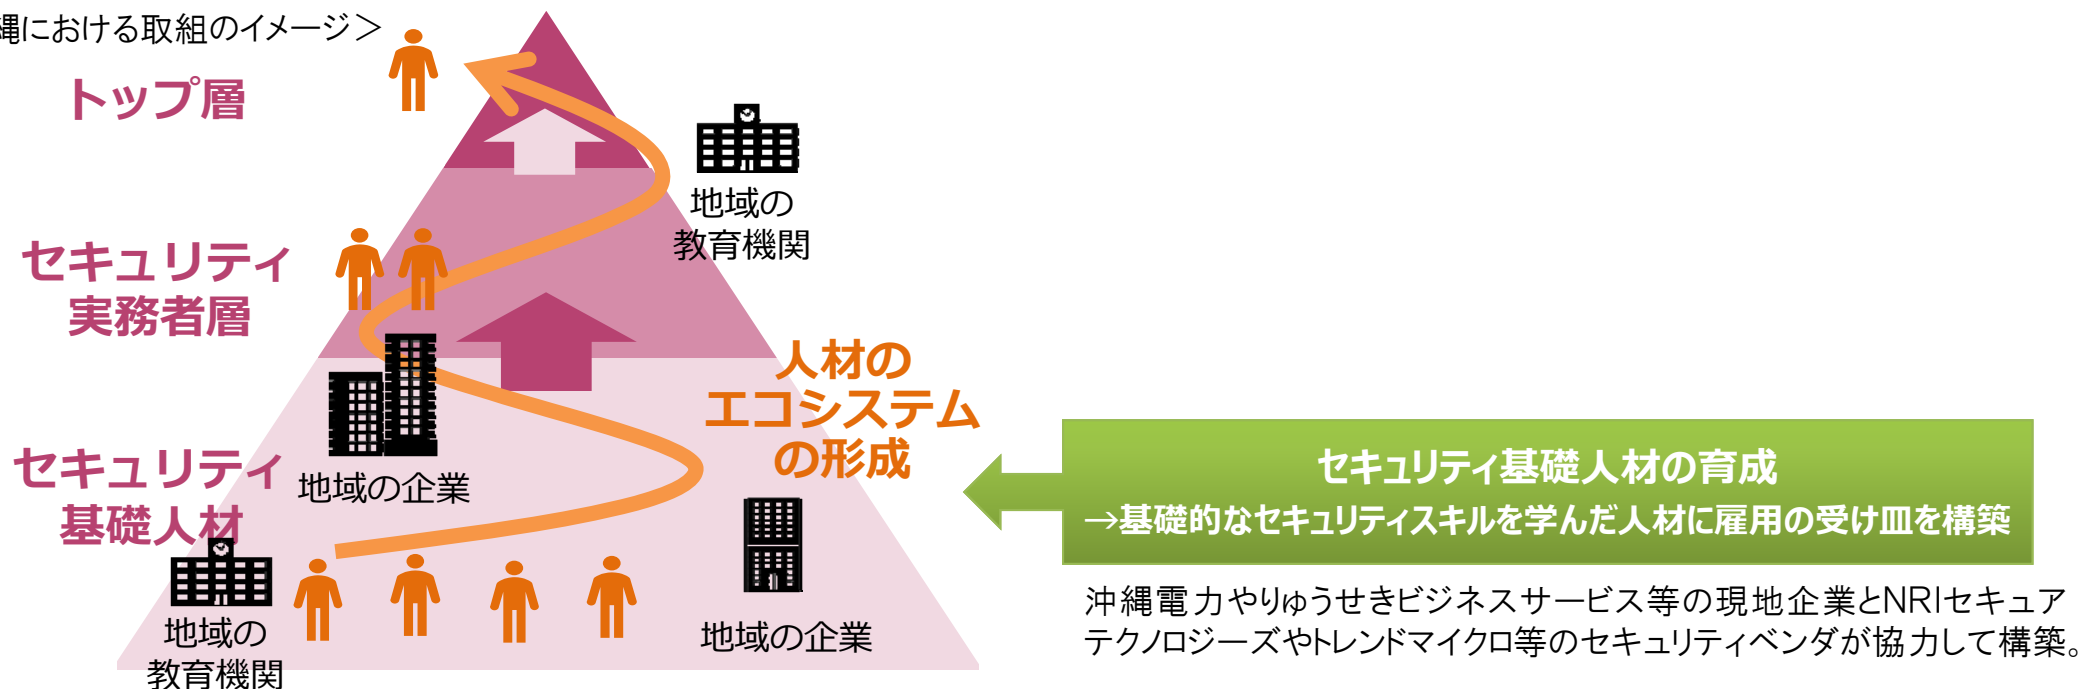 縄における取組のイメージ＞
トップ層
地域の
教育機関
セキュリティ
実務者層
人材の
エコシステム
の形成
セキュリティ
基礎人材
地域の企業
地域の
教育機関
地域の企業
セキュリティ基礎人材の育成
→基礎的なセキュリティスキルを学んだ人材に雇用の受け皿を構築
沖縄電力やりゅうせきビジネスサービス等の現地企業とNRIセキュア
テクノロジーズやトレンドマイクロ等のセキュリティベンダが協力して構築。